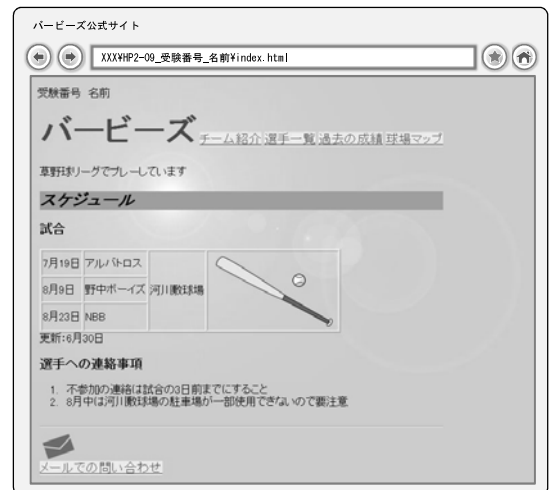 バービーズ公式サイト
XXX¥HP2-09_受験番号_名前¥index.html
受験番号 名前
バービーズ チーム紹介 選手一覧 過去の成績 球場マップ
草野球リーグでプレーしています
スケジュール
試合
7月19日 アルバトロス
8月9日 野中ボーイズ 河川敷球場
8月23日 NBB
更新:6月30日
選手への連絡事項
1. 不参加の連絡は試合の3日前までにすること
2. 8月中は河川敷球場の駐車場が一部使用できないので要注意
メールでの問い合わせ